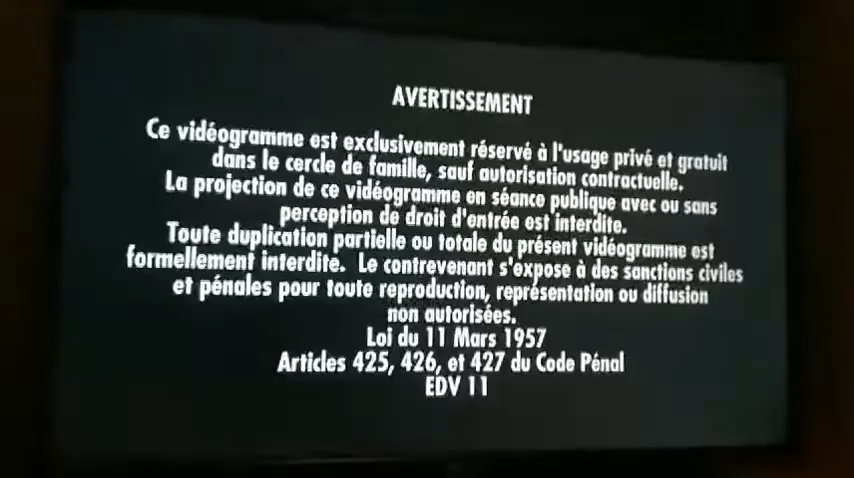 AVERTISSEMENT
Ce vidéogramme est exclusivement réservé à l'usage privé et gratuit
dans le cercle de famille, sauf autorisation contractuelle.
La projection de ce vidéogramme en séance publique avec ou sans
perception de droit d'entrée est interdite.
Toute duplication partielle ou totale du présent vidéogramme est
formellement interdite. Le contrevenant s'expose à des sanctions civiles
et pénales pour toute reproduction, représentation ou diffusion
non autorisées.
Loi du 11 Mars 1957
Articles 425, 426, et 427 du Code Pénal
EDV 11